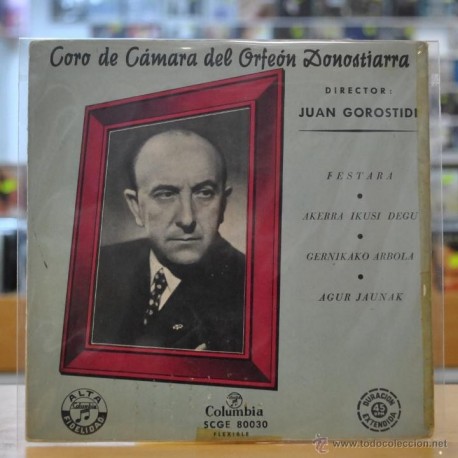 Coro de Cámara del Orfeón Donostiarra
DIRECTOR:
JUAN GOROSTIDI
FESTARA
AKERRA IKUSI DEGU
GERNIKAKO ARBOLA
AGUR JAUNAK
ALTA
Columbia
FIDELIDAD
Columbia
SCGE 80030
FLEXIBLE
DURACION
45
EXTENDIDA
www.todocoleccion.net